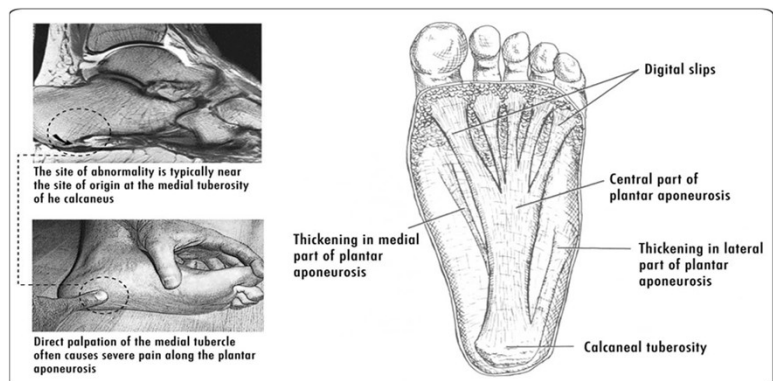 The site of abnormality is typically near
the site of origin at the medial tuberosity
of he calcaneus
Direct palpation of the medial tubercle
often causes severe pain along the plantar
aponeurosis
Digital slips
Central part of
plantar aponeurosis
Thickening in medial
part of plantar
aponeurosis
Thickening in lateral
part of plantar
aponeurosis
Calcaneal tuberosity